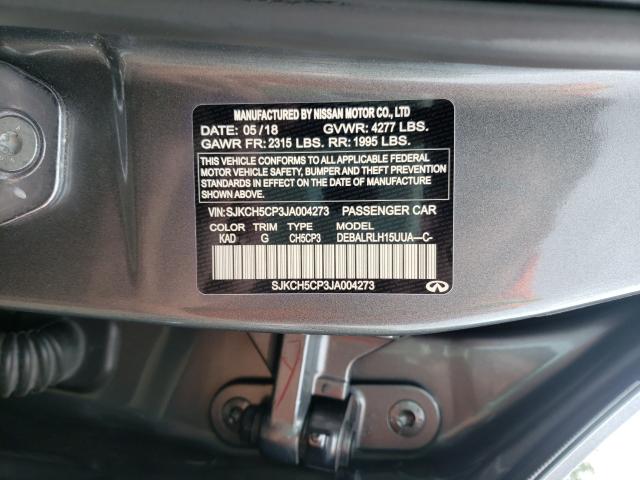 MANUFACTURED BY NISSAN MOTOR CO., LTD
DATE: 05/18 GVWR: 4277 LBS.
GAWR FR: 2315 LBS. RR: 1995 LBS.
THIS VEHICLE CONFORMS TO ALL APPLICABLE FEDERAL
MOTOR VEHICLE SAFETY, BUMPER AND THEFT PREVENTION
STANDARDS IN EFFECT ON THE DATE OF MANUFACTURE SHOWN ABOVE.
VIN:SJKCH5CP3JA004273 PASSENGER CAR
COLOR TRIM MODEL
KAD G CH5CP3 DEBALRLH15UUA—C-
SJKCH5CP3JA004273